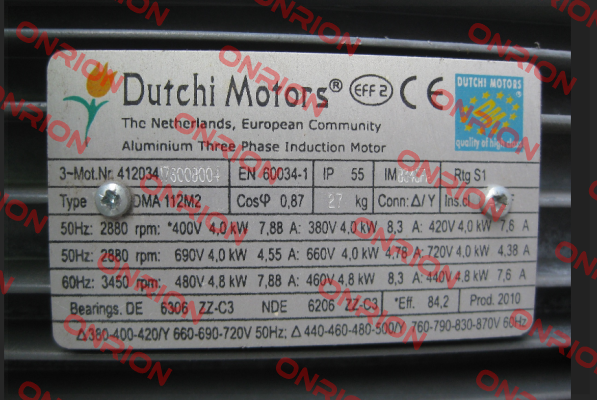 Dutchi Motors® EFF 2 CE
DUTCHI MOTORS
quality of high
The Netherlands, European Community
Aluminium Three Phase Induction Motor
3~Mot.Nr. 412034 EN 60034-1 IP 55 IM Rtg S1
Type DMA 112M2 Cosφ 0,87 27 kg Conn: Δ/Y Ins.cl F
50Hz: 2880 rpm: *400V 4,0 kW 7,88 A: 380V 4,0 kW 8,3 A: 420V 4,0 kW 7,6 A
50Hz: 2880 rpm: 690V 4,0 kW 4,55 A: 660V 4,0 kW 4.78 A: 720V 4,0 kW 4,38 A
60Hz: 3450 rpm: 480V 4,8 kW 7,88 A: 460V 4,8 kW 8,3 A: 440V 4,8 kW 7,6 A
Bearings. DE 6306 ZZ-C3 NDE 6206 ZZ-C3 *Eff. 84,2 Prod. 2010
Δ380-400-420/Y 660-690-720V 50Hz; Δ 440-460-480-500/Y 760-790-830-870V 60Hz
ONRION